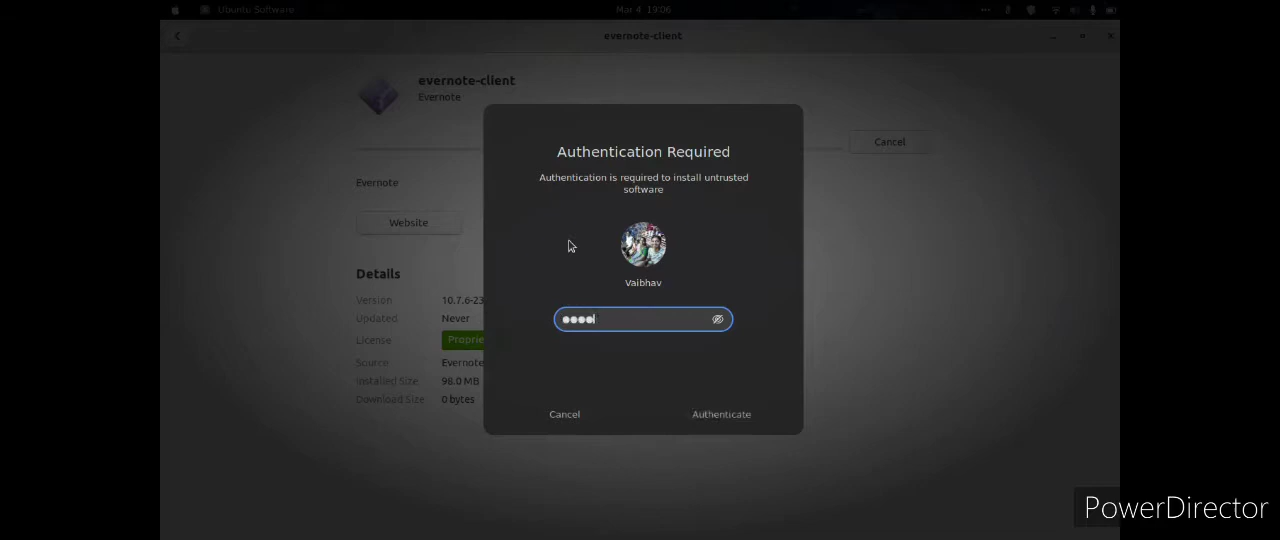 Ubuntu Software
Mar 4 19:06
evernote-client
evernote-client
Evernote
Cancel
Authentication Required
Authentication is required to install untrusted
software
Evernote
Website
Vaibhav
Details
Version 10.7.6-23
Updated Never
License Proprie
Source Evernote
Installed Size 98.0 MB
Download Size 0 bytes
Cancel Authenticate
PowerDirector